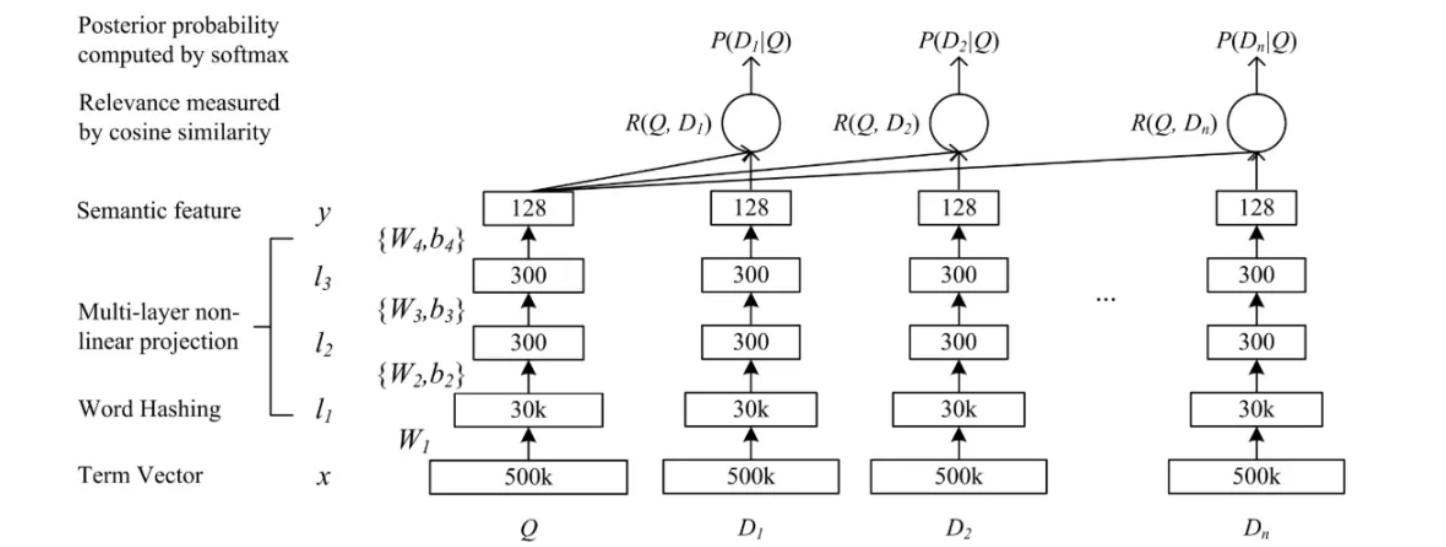 Posterior probability
computed by softmax
P(D₁|Q) P(D₂|Q) P(Dₙ|Q)
Relevance measured
by cosine similarity
R(Q, D₁) R(Q, D₂) R(Q, Dₙ)
Semantic feature y 128 128 128 128
{W₄,b₄}
l₃ 300 300 300 300
Multi-layer non-
linear projection
{W₃,b₃} ...
l₂ 300 300 300 300
{W₂,b₂}
Word Hashing l₁ 30k 30k 30k 30k
W₁
Term Vector x 500k 500k 500k 500k
Q D₁ D₂ Dₙ